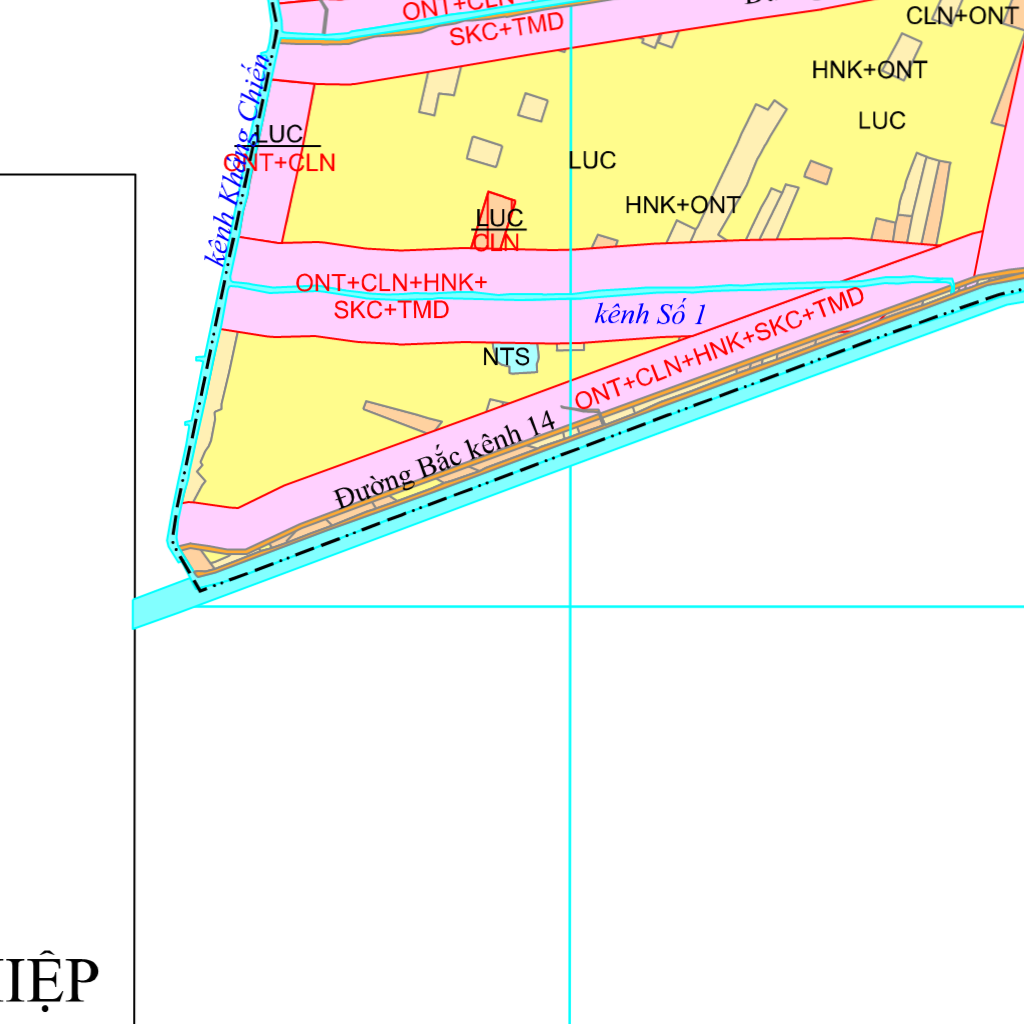 ONT+CLN+
SKC+TMD
CLN+ONT
HNK+ONT
LUC
kênh Kháng Chiến
LUC
ONT+CLN
LUC
HNK+ONT
LUC
CLN
ONT+CLN+HNK+
SKC+TMD
kênh Số 1
NTS
ONT+CLN+HNK+SKC+TMD
Đường Bắc kênh 14